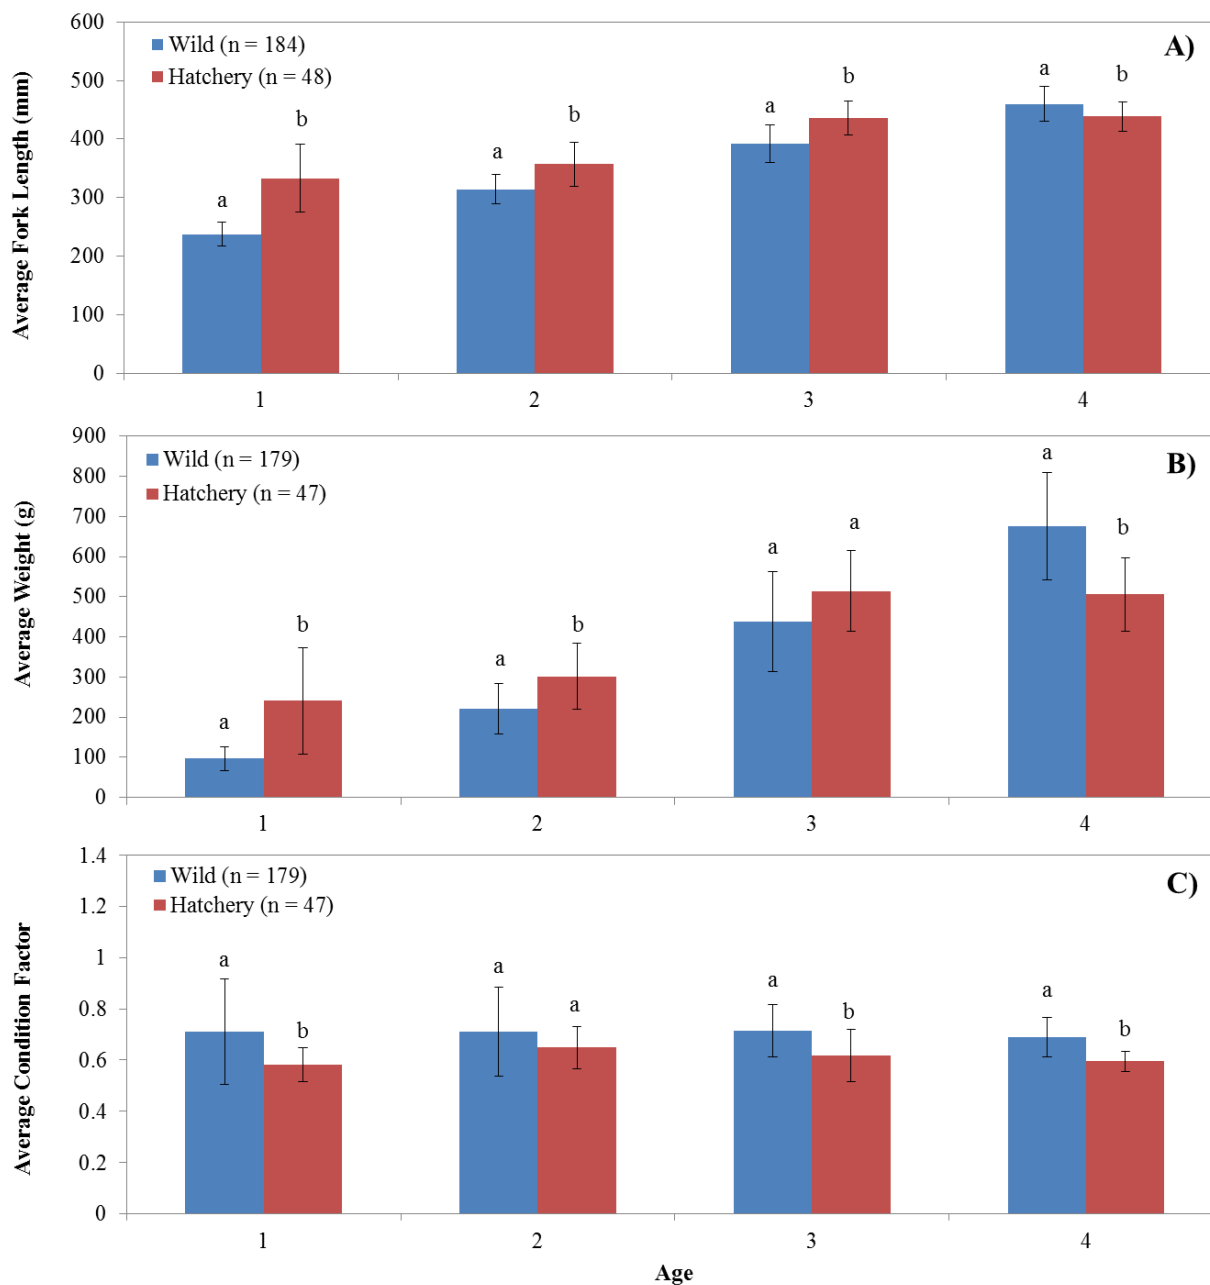 Average Fork Length (mm)
600
500
400
300
200
100
0
Wild (n = 184)
Hatchery (n = 48)
A)
a
b
a
b
a
b
a
b
1
2
3
4
Average Weight (g)
900
800
700
600
500
400
300
200
100
0
Wild (n = 179)
Hatchery (n = 47)
B)
a
b
a
b
a
a
a
b
1
2
3
4
Average Condition Factor
1.4
1.2
1
0.8
0.6
0.4
0.2
0
Wild (n = 179)
Hatchery (n = 47)
C)
a
b
a
a
a
b
a
b
1
2
3
4
Age